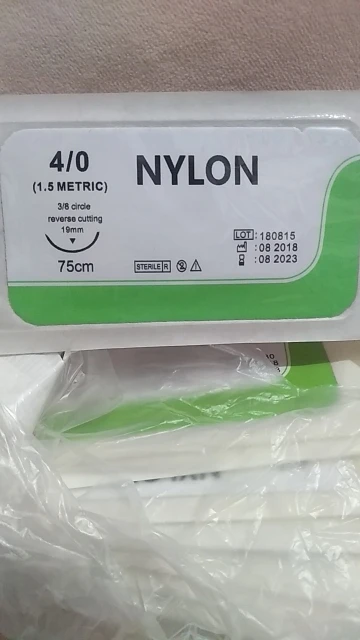 4/0
(1.5 METRIC)
3/8 circle
reverse cutting
19mm
75cm
NYLON
STERILE R
LOT : 180815
: 08 2018
: 08 2023